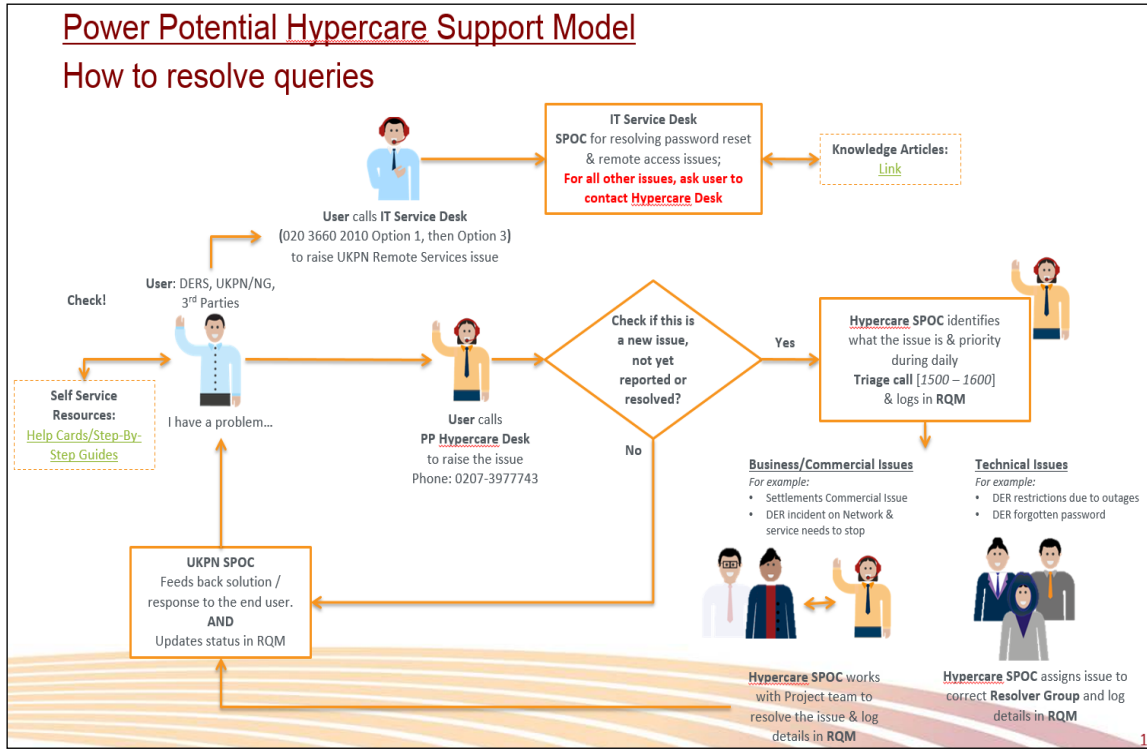 Power Potential Hypercare Support Model
How to resolve queries
IT Service Desk
SPOC for resolving password reset
& remote access issues;
For all other issues, ask user to
contact Hypercare Desk
Knowledge Articles:
Link
User calls IT Service Desk
(020 3660 2010 Option 1, then Option 3)
to raise UKPN Remote Services issue
Check!
User: DERS, UKPN/NG,
3rd Parties
Self Service
Resources:
Help Cards/Step-By-
Step Guides
I have a problem…
User calls
PP Hypercare Desk
to raise the issue
Phone: 0207-3977743
Check if this is
a new issue,
not yet
reported or
resolved?
Yes
No
Hypercare SPOC identifies
what the issue is & priority
during daily
Triage call [1500 – 1600]
& logs in RQM
Business/Commercial Issues
For example:
• Settlements Commercial Issue
• DER incident on Network &
service needs to stop
Technical Issues
For example:
• DER restrictions due to outages
• DER forgotten password
UKPN SPOC
Feeds back solution /
response to the end user.
AND
Updates status in RQM
Hypercare SPOC works
with Project team to
resolve the issue & log
details in RQM
Hypercare SPOC assigns issue to
correct Resolver Group and log
details in RQM
1